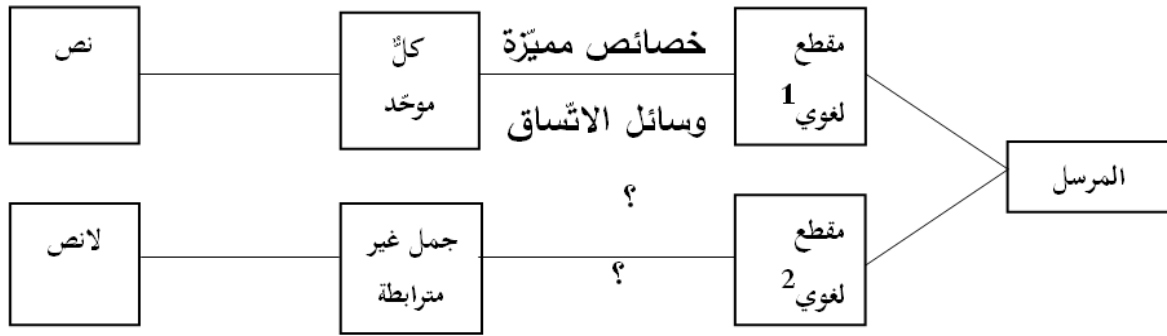 المرسل
مقطع
لغوي1
خصائص مميّزة
وسائل الاتّساق
كلٌّ
موحّد
نص
مقطع
لغوي2
؟
؟
جمل غير
مترابطة
لانص